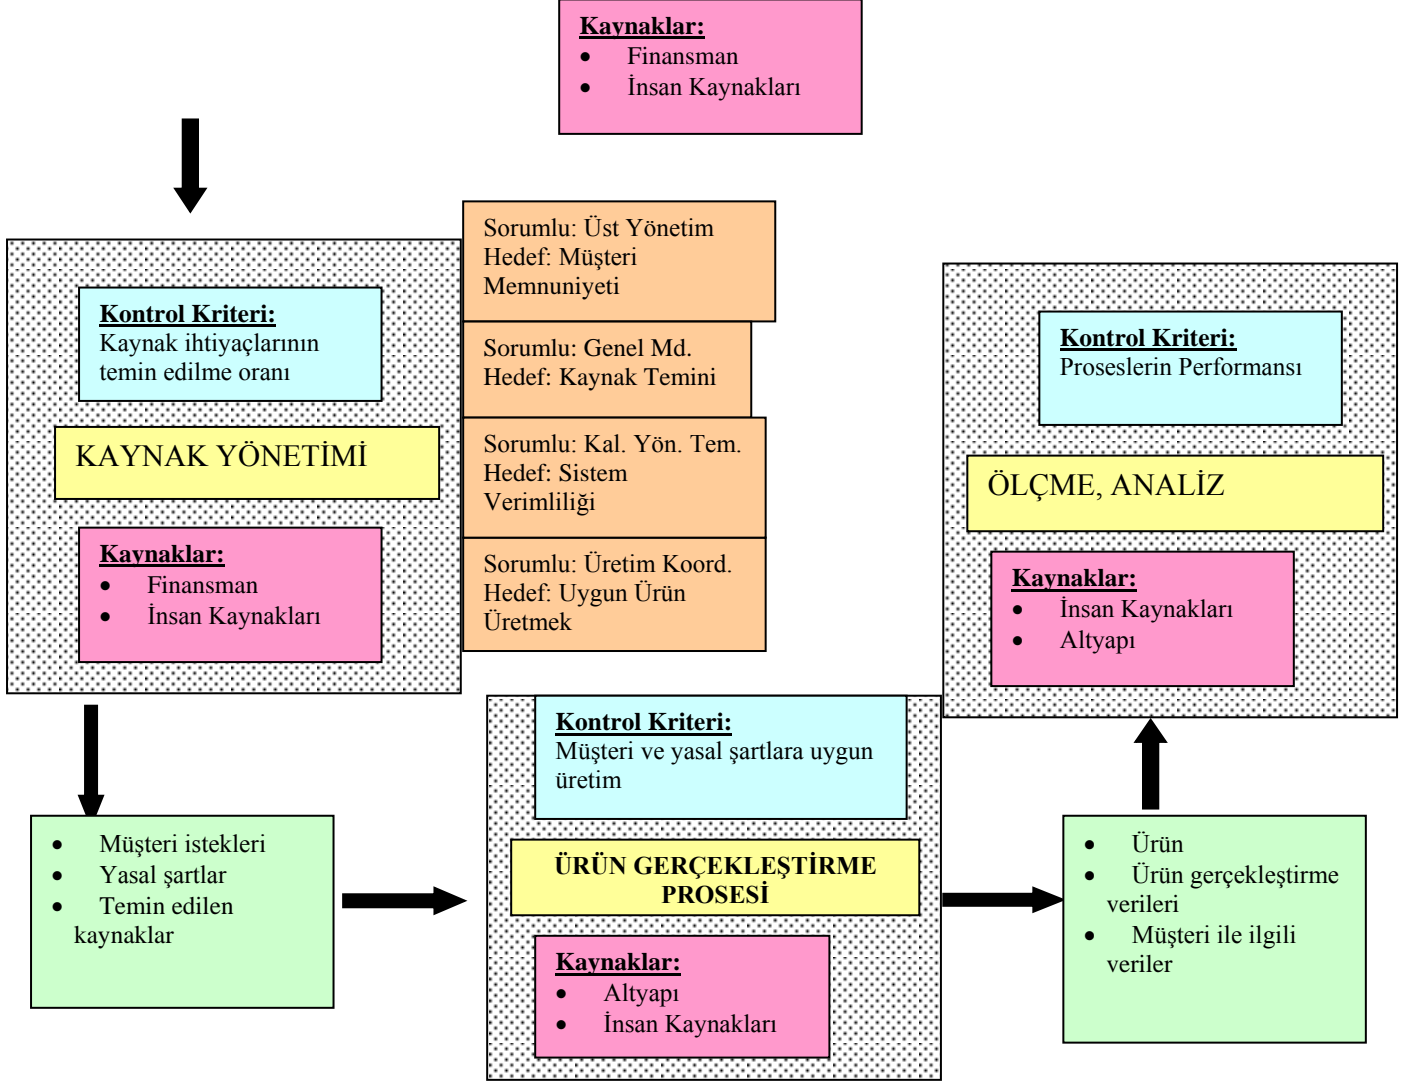 Kaynaklar:
• Finansman
• İnsan Kaynakları
Kontrol Kriteri:
Kaynak ihtiyaçlarının
temin edilme oranı
KAYNAK YÖNETİMİ
Kaynaklar:
• Finansman
• İnsan Kaynakları
Sorumlu: Üst Yönetim
Hedef: Müşteri
Memnuniyeti
Sorumlu: Genel Md.
Hedef: Kaynak Temini
Sorumlu: Kal. Yön. Tem.
Hedef: Sistem
Verimliliği
Sorumlu: Üretim Koord.
Hedef: Uygun Ürün
Üretmek
Kontrol Kriteri:
Proseslerin Performansı
ÖLÇME, ANALİZ
Kaynaklar:
• İnsan Kaynakları
• Altyapı
• Müşteri istekleri
• Yasal şartlar
• Temin edilen
kaynaklar
Kontrol Kriteri:
Müşteri ve yasal şartlara uygun
üretim
ÜRÜN GERÇEKLEŞTİRME
PROSESİ
Kaynaklar:
• Altyapı
• İnsan Kaynakları
• Ürün
• Ürün gerçekleştirme
verileri
• Müşteri ile ilgili
veriler